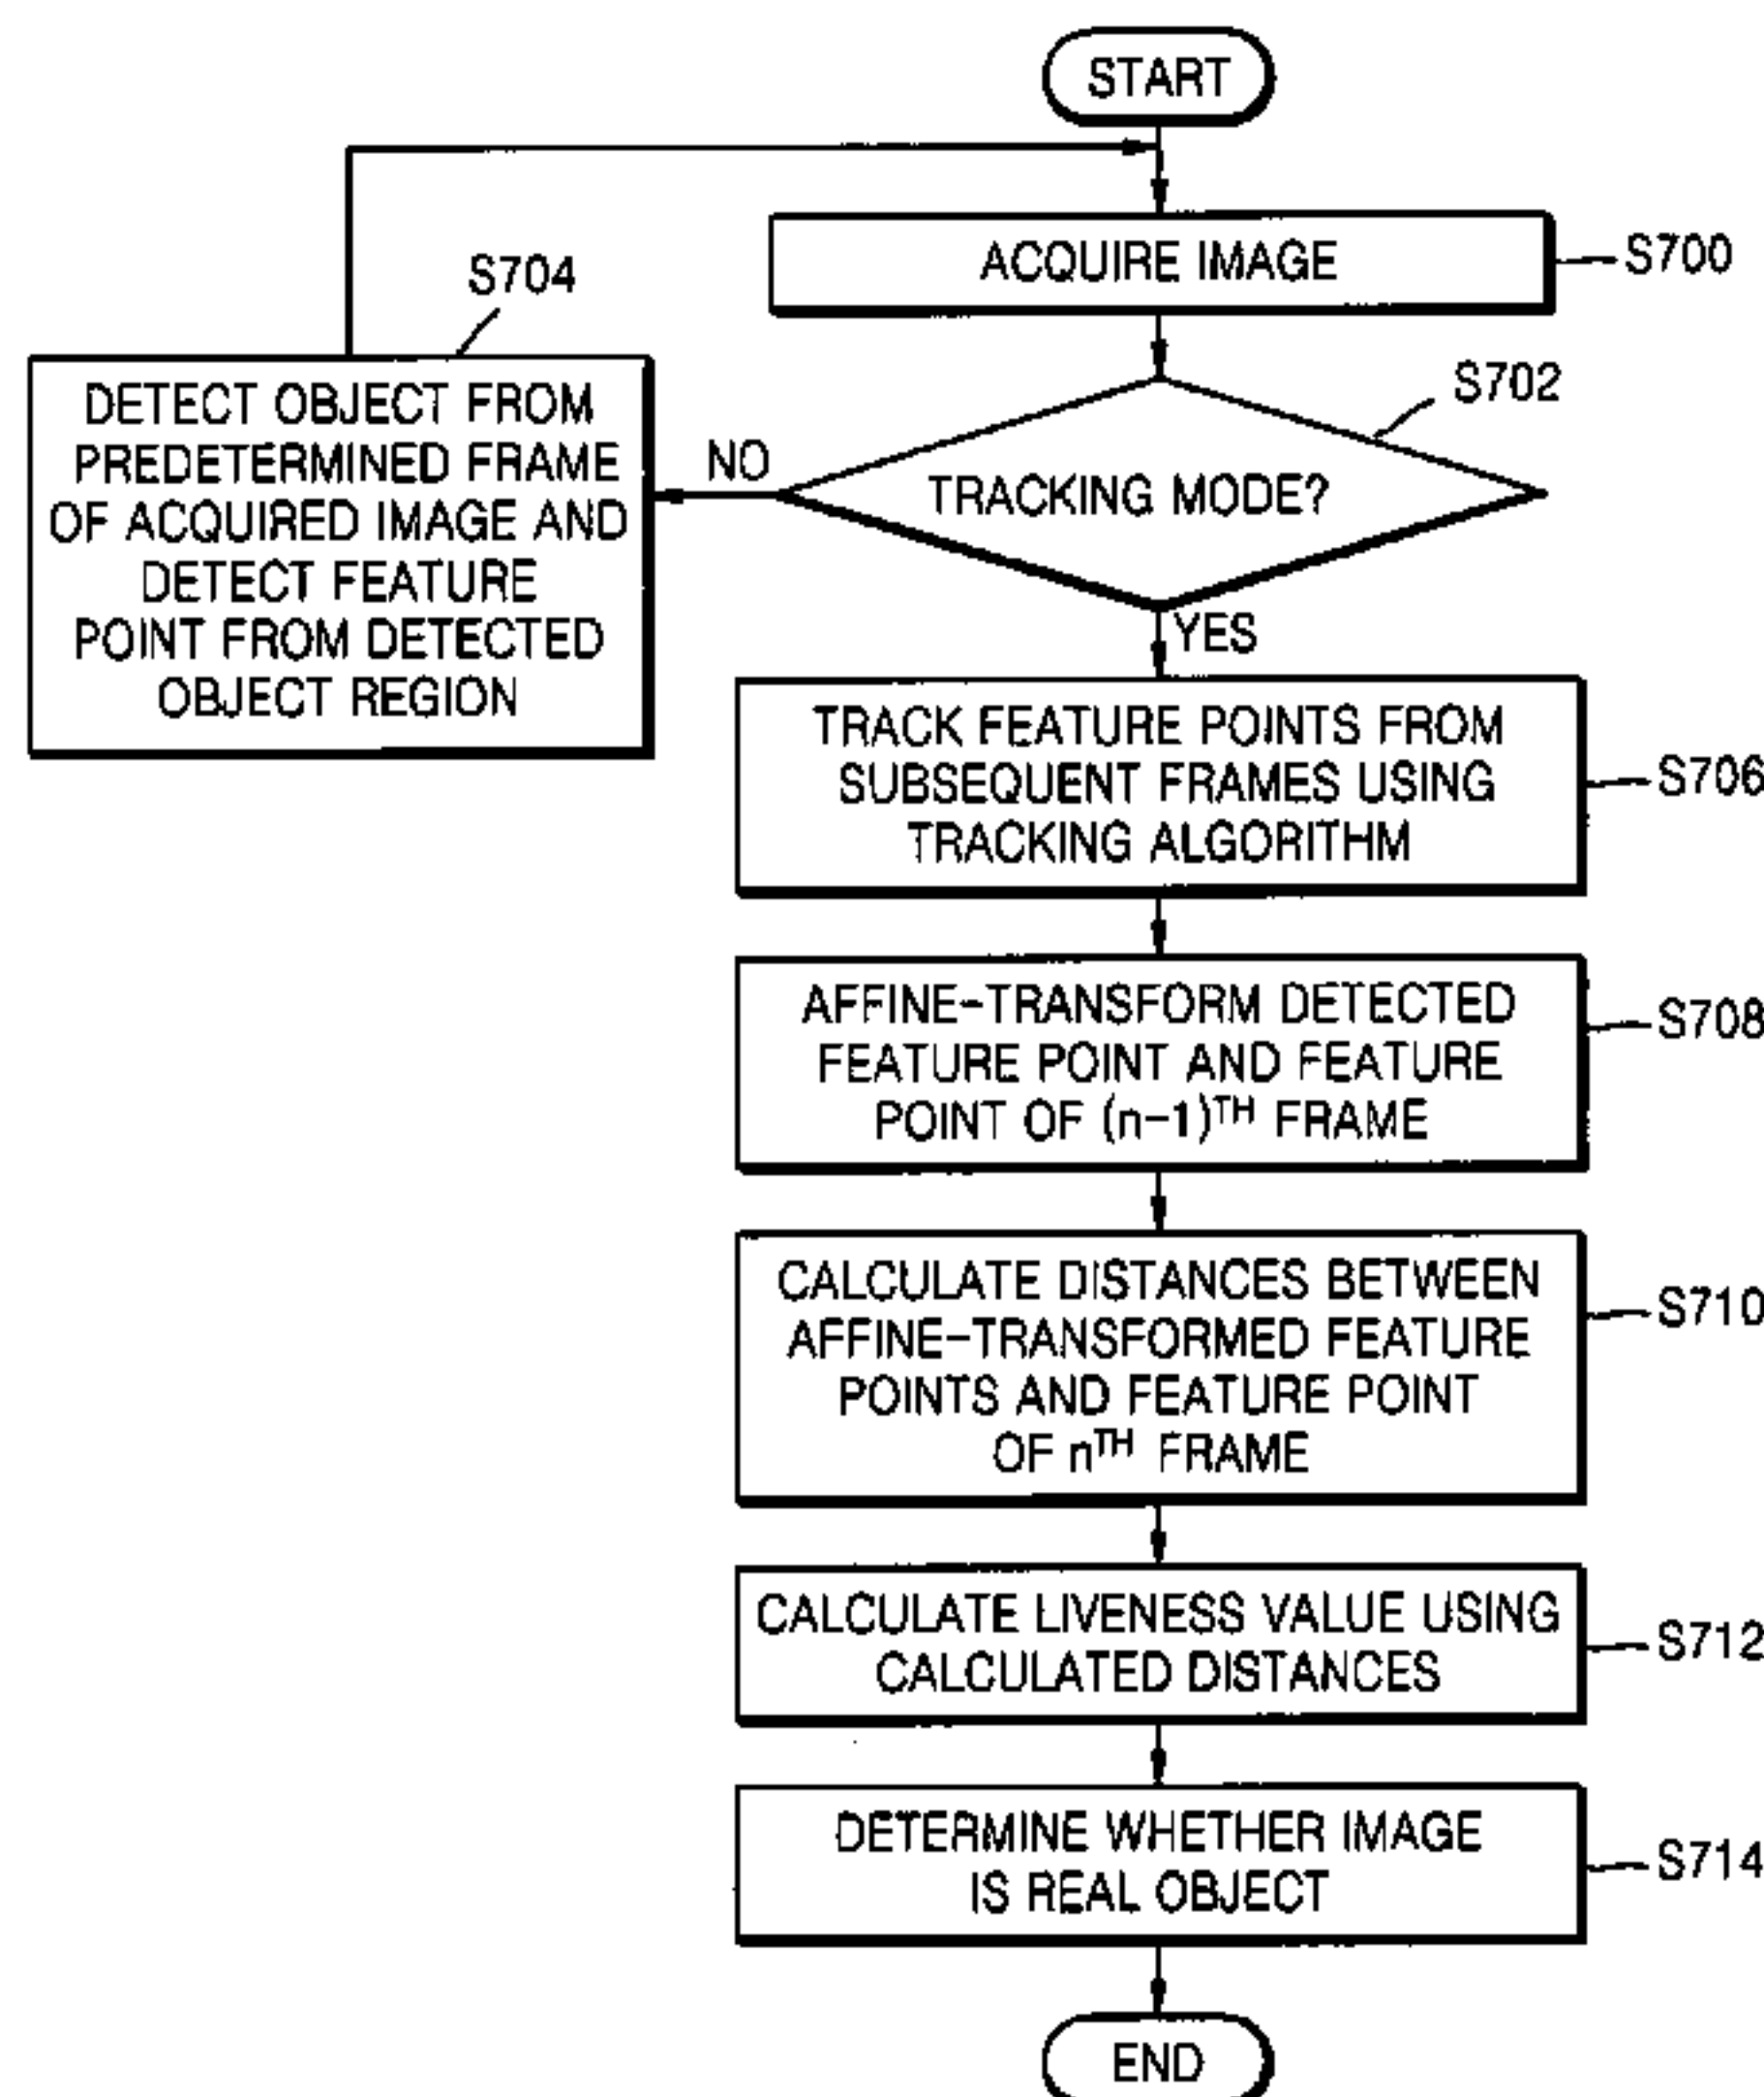 START
ACQUIRE IMAGE
S700
S704
DETECT OBJECT FROM
PREDETERMINED FRAME
OF ACQUIRED IMAGE AND
DETECT FEATURE
POINT FROM DETECTED
OBJECT REGION
S702
NO
TRACKING MODE?
YES
TRACK FEATURE POINTS FROM
SUBSEQUENT FRAMES USING
TRACKING ALGORITHM
S706
AFFINE-TRANSFORM DETECTED
FEATURE POINT AND FEATURE
POINT OF (n-1)TH FRAME
S708
CALCULATE DISTANCES BETWEEN
AFFINE-TRANSFORMED FEATURE
POINTS AND FEATURE POINT
OF nTH FRAME
S710
CALCULATE LIVENESS VALUE USING
CALCULATED DISTANCES
S712
DETERMINE WHETHER IMAGE
IS REAL OBJECT
S714
END